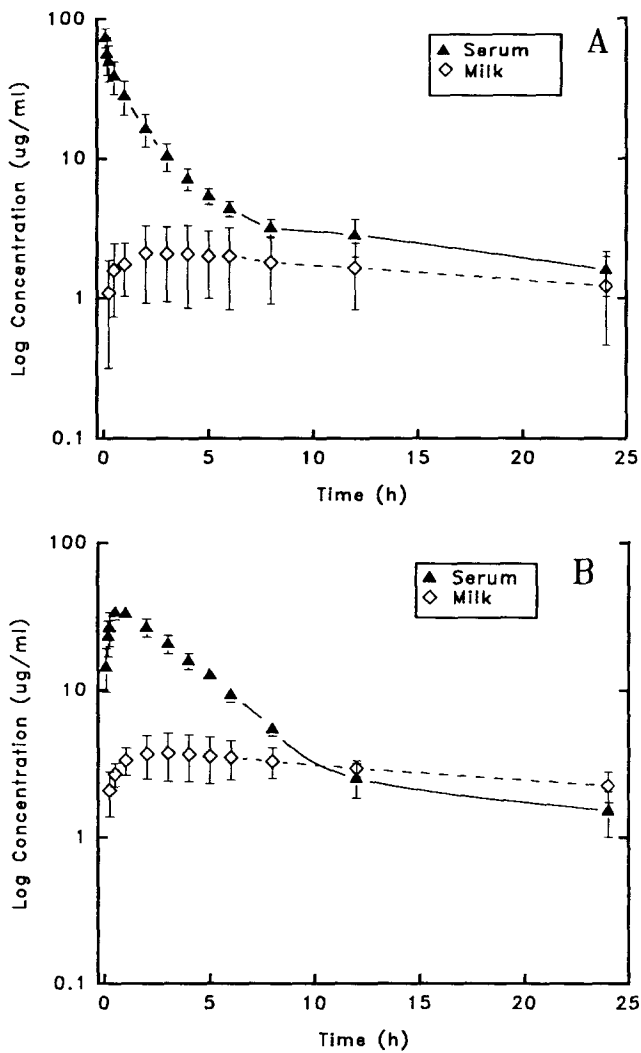 A
Serum
Milk
100
10
1
0.1
Log Concentration (ug/ml)
0 5 10 15 20 25
Time (h)
B
Serum
Milk
100
10
1
0.1
Log Concentration (ug/ml)
0 5 10 15 20 25
Time (h)